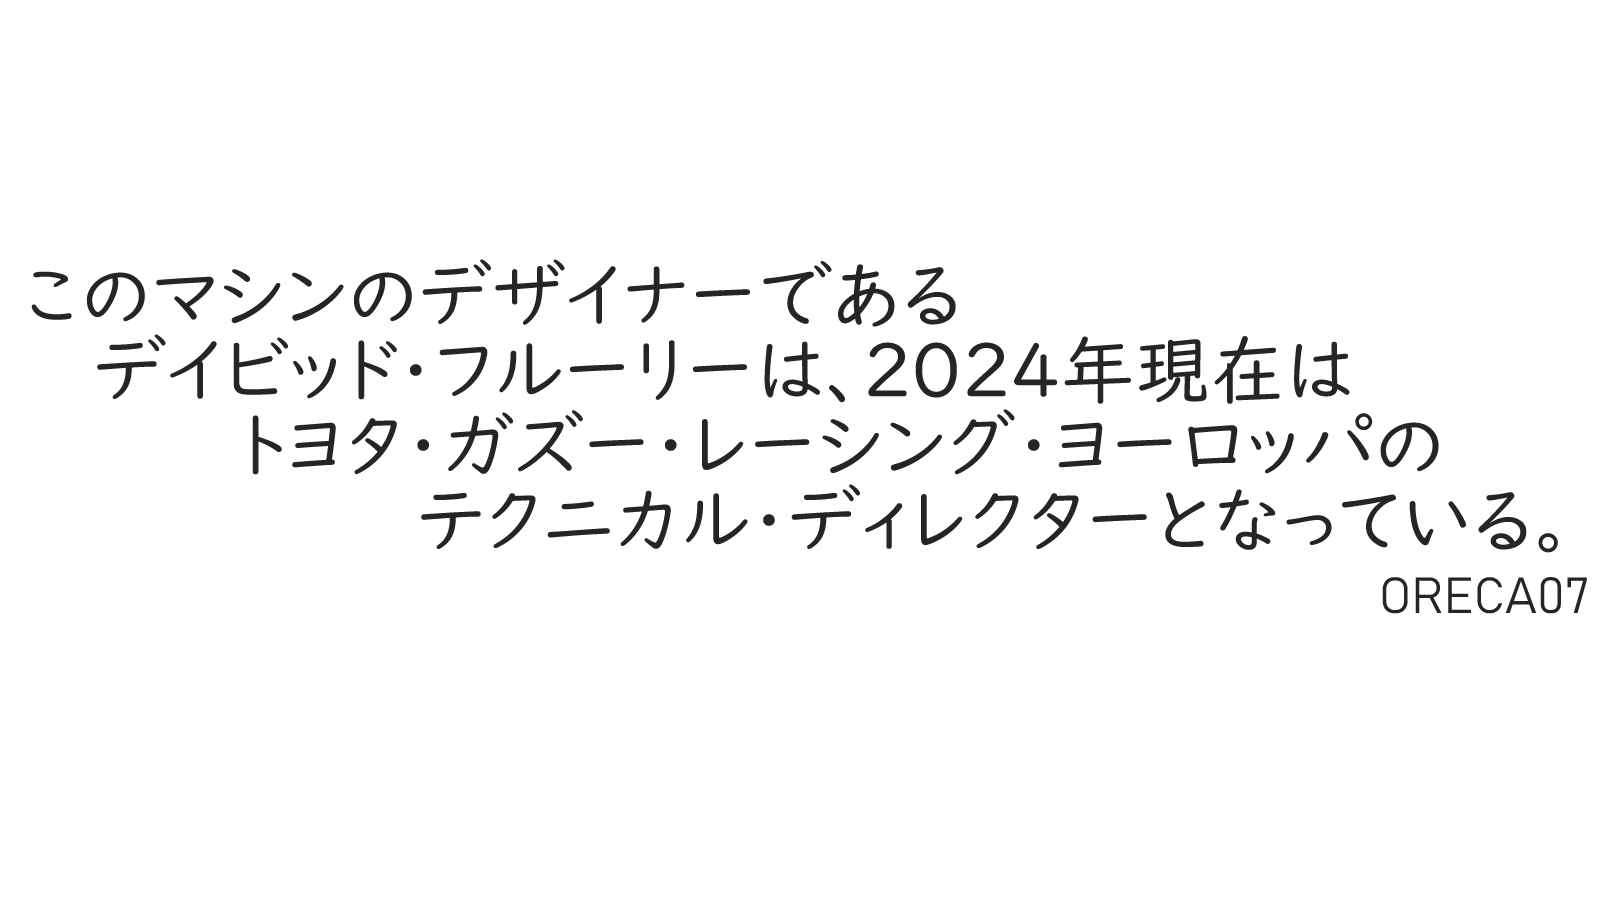 このマシンのデザイナーである
デイビッド・フルーリーは、2024年現在は
トヨタ・ガズー・レーシング・ヨーロッパの
テクニカル・ディレクターとなっている。
ORECA07